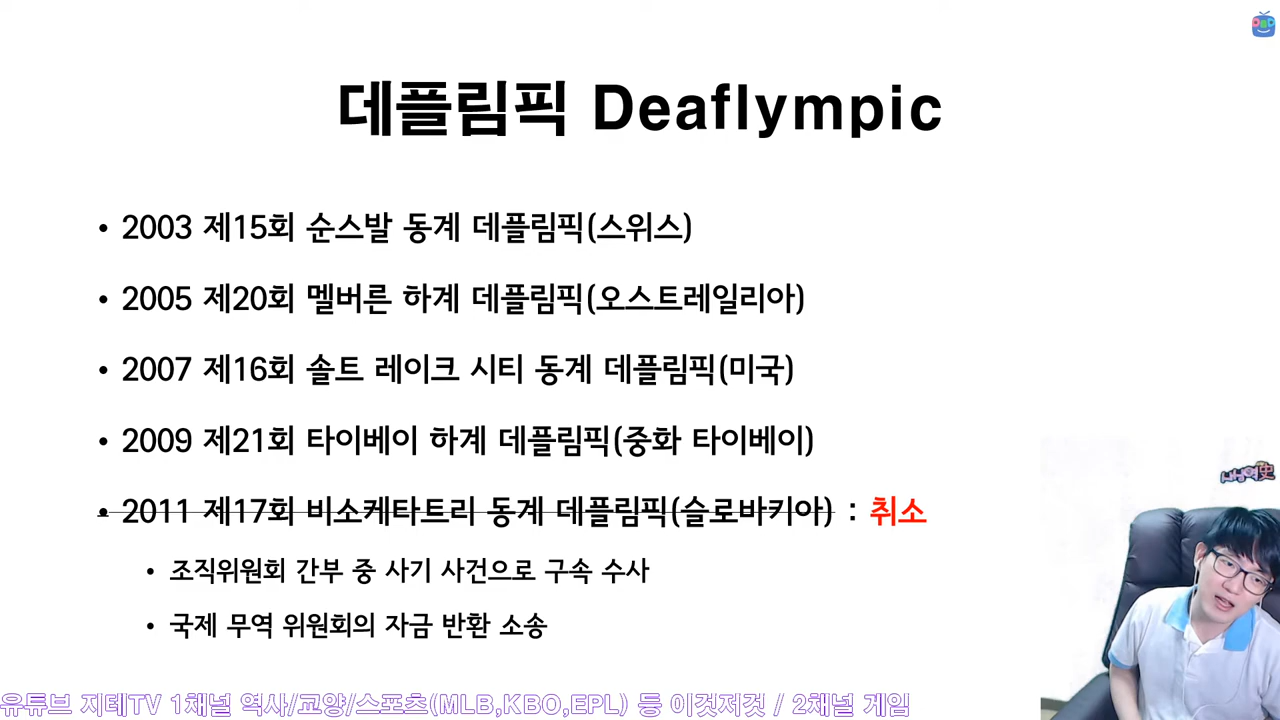 데플림픽 Deaflympic
• 2003 제15회 순스발 동계 데플림픽(스위스)
• 2005 제20회 멜버른 하계 데플림픽(오스트레일리아)
• 2007 제16회 솔트 레이크 시티 동계 데플림픽(미국)
• 2009 제21회 타이베이 하계 데플림픽(중화 타이베이)
• 2011 제17회 비소케타트리 동계 데플림픽(슬로바키아) : 취소
• 조직위원회 간부 중 사기 사건으로 구속 수사
• 국제 무역 위원회의 자금 반환 소송
유튜브 지테TV 1채널 역사/교양/스포츠(MLB,KBO,EPL) 등 이것저것 / 2채널 게임